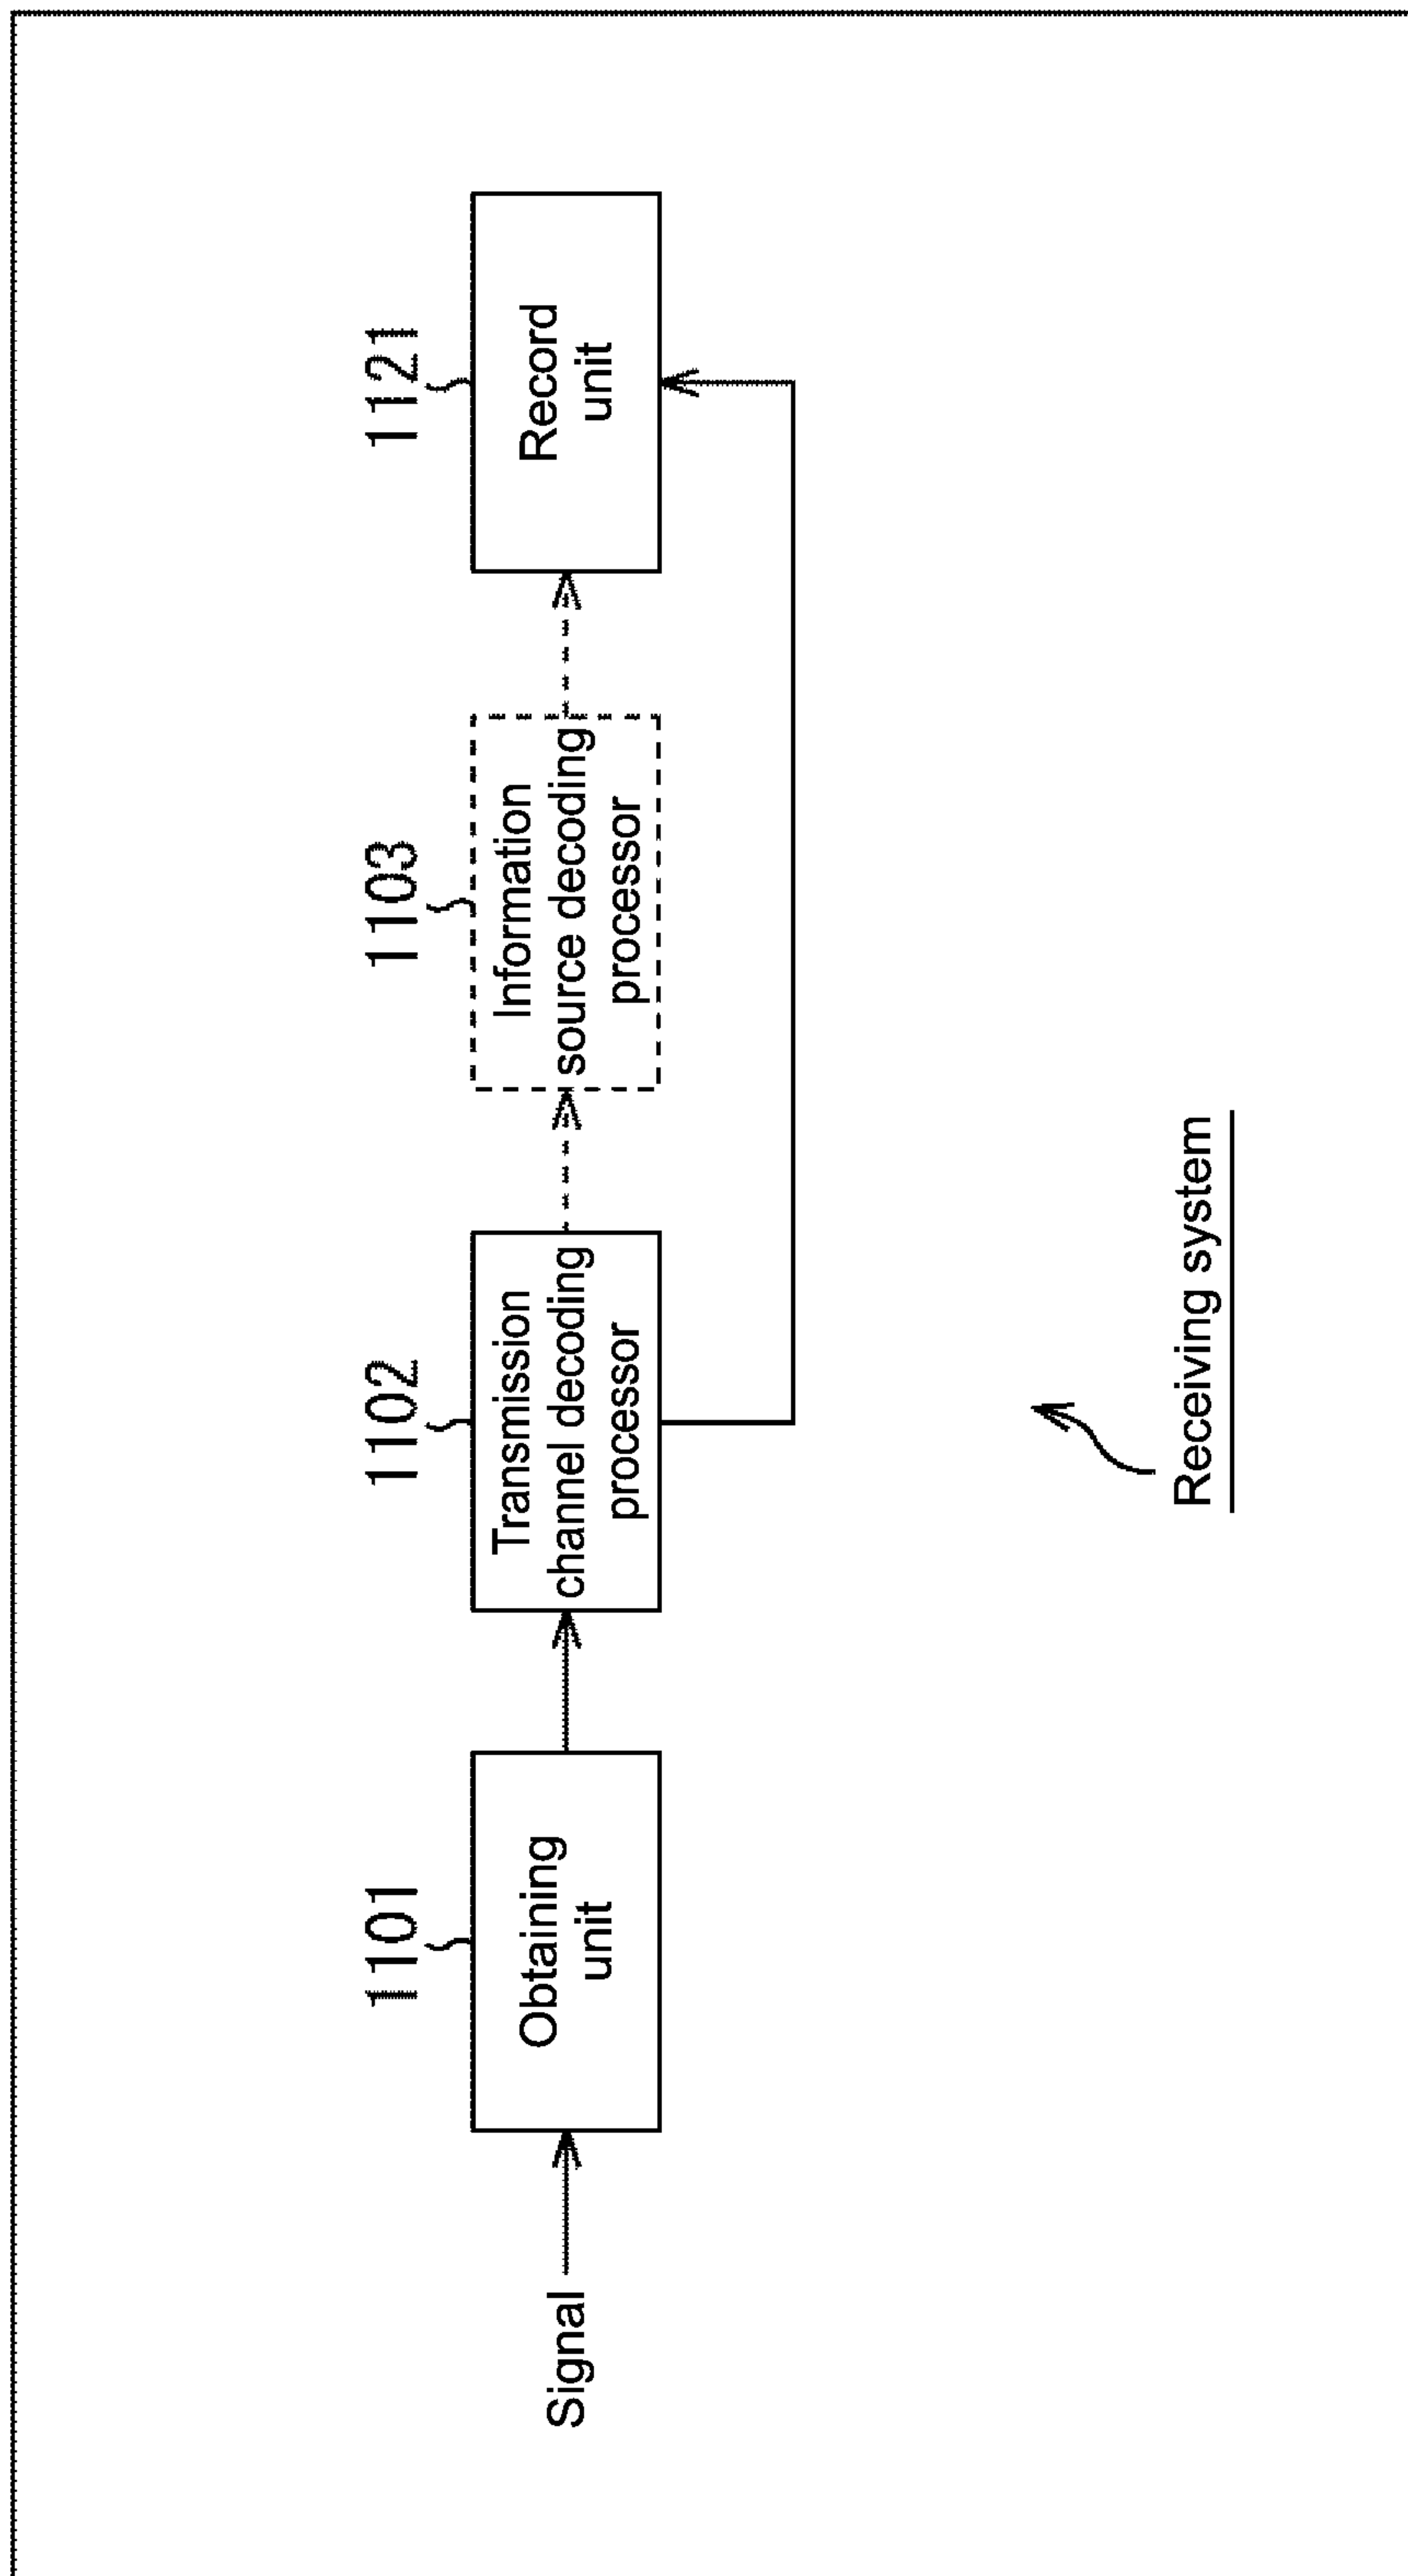 1101
1102
1103
1121
Signal
Obtaining
unit
Transmission
channel decoding
processor
Information
source decoding
processor
Record
unit
Receiving system